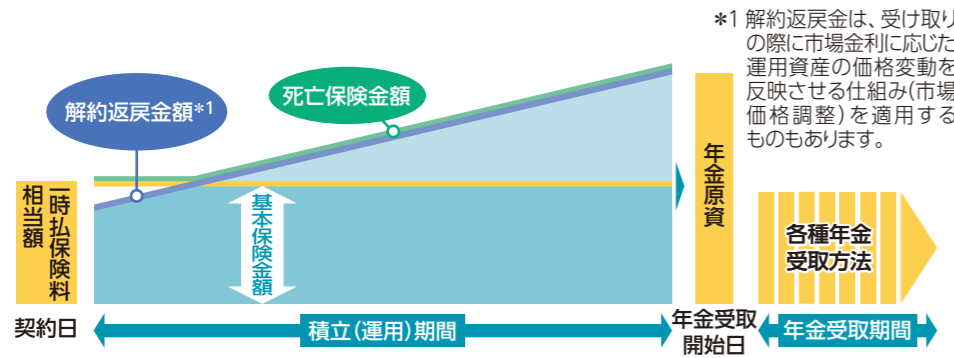 *1 解約返戻金は、受け取り
の際に市場金利に応じた
運用資産の価格変動を
反映させる仕組み(市場
価格調整)を適用する
ものもあります。
解約返戻金額*1
死亡保険金額
一時払保険料
相当額
基本保険金額
年金原資
各種年金
受取方法
契約日
積立(運用)期間
年金受取
開始日
年金受取期間